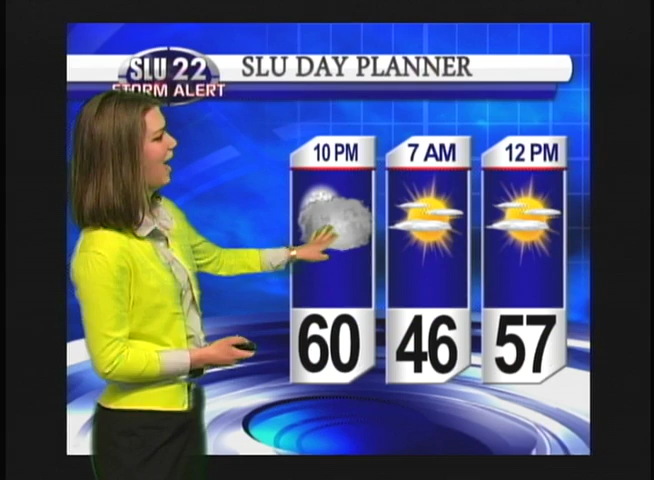 SLU 22
STORM ALERT
SLU DAY PLANNER
10 PM
7 AM
12 PM
60
46
57